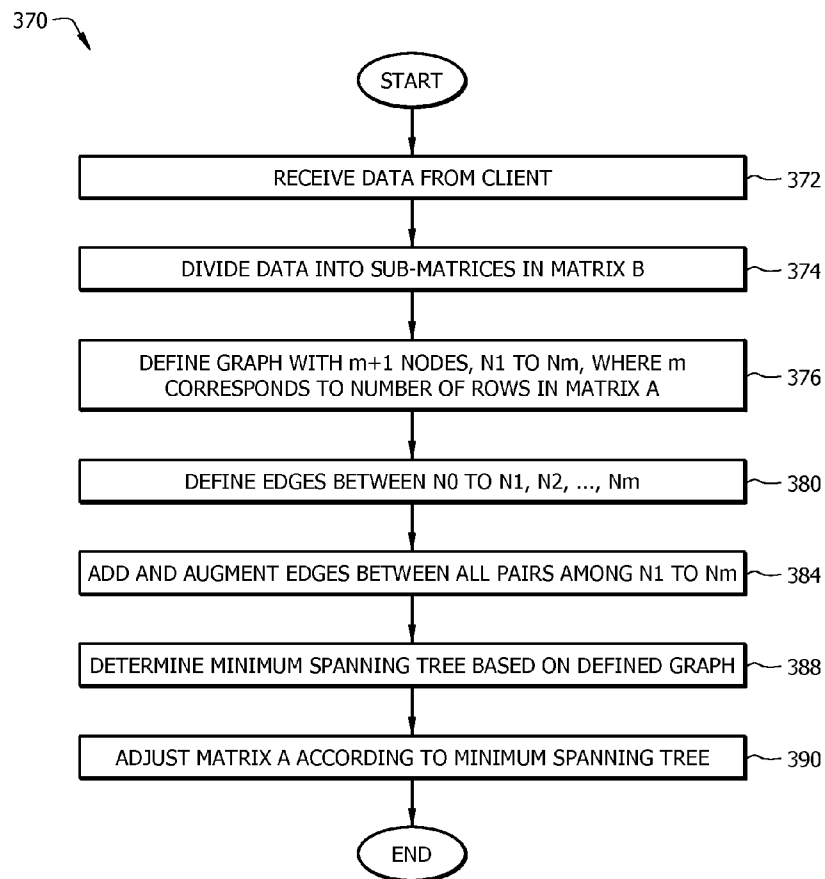 370
START
RECEIVE DATA FROM CLIENT
372
DIVIDE DATA INTO SUB-MATRICES IN MATRIX B
374
DEFINE GRAPH WITH m+1 NODES, N1 TO Nm, WHERE m
CORRESPONDS TO NUMBER OF ROWS IN MATRIX A
376
DEFINE EDGES BETWEEN N0 TO N1, N2, ..., Nm
380
ADD AND AUGMENT EDGES BETWEEN ALL PAIRS AMONG N1 TO Nm
384
DETERMINE MINIMUM SPANNING TREE BASED ON DEFINED GRAPH
388
ADJUST MATRIX A ACCORDING TO MINIMUM SPANNING TREE
390
END